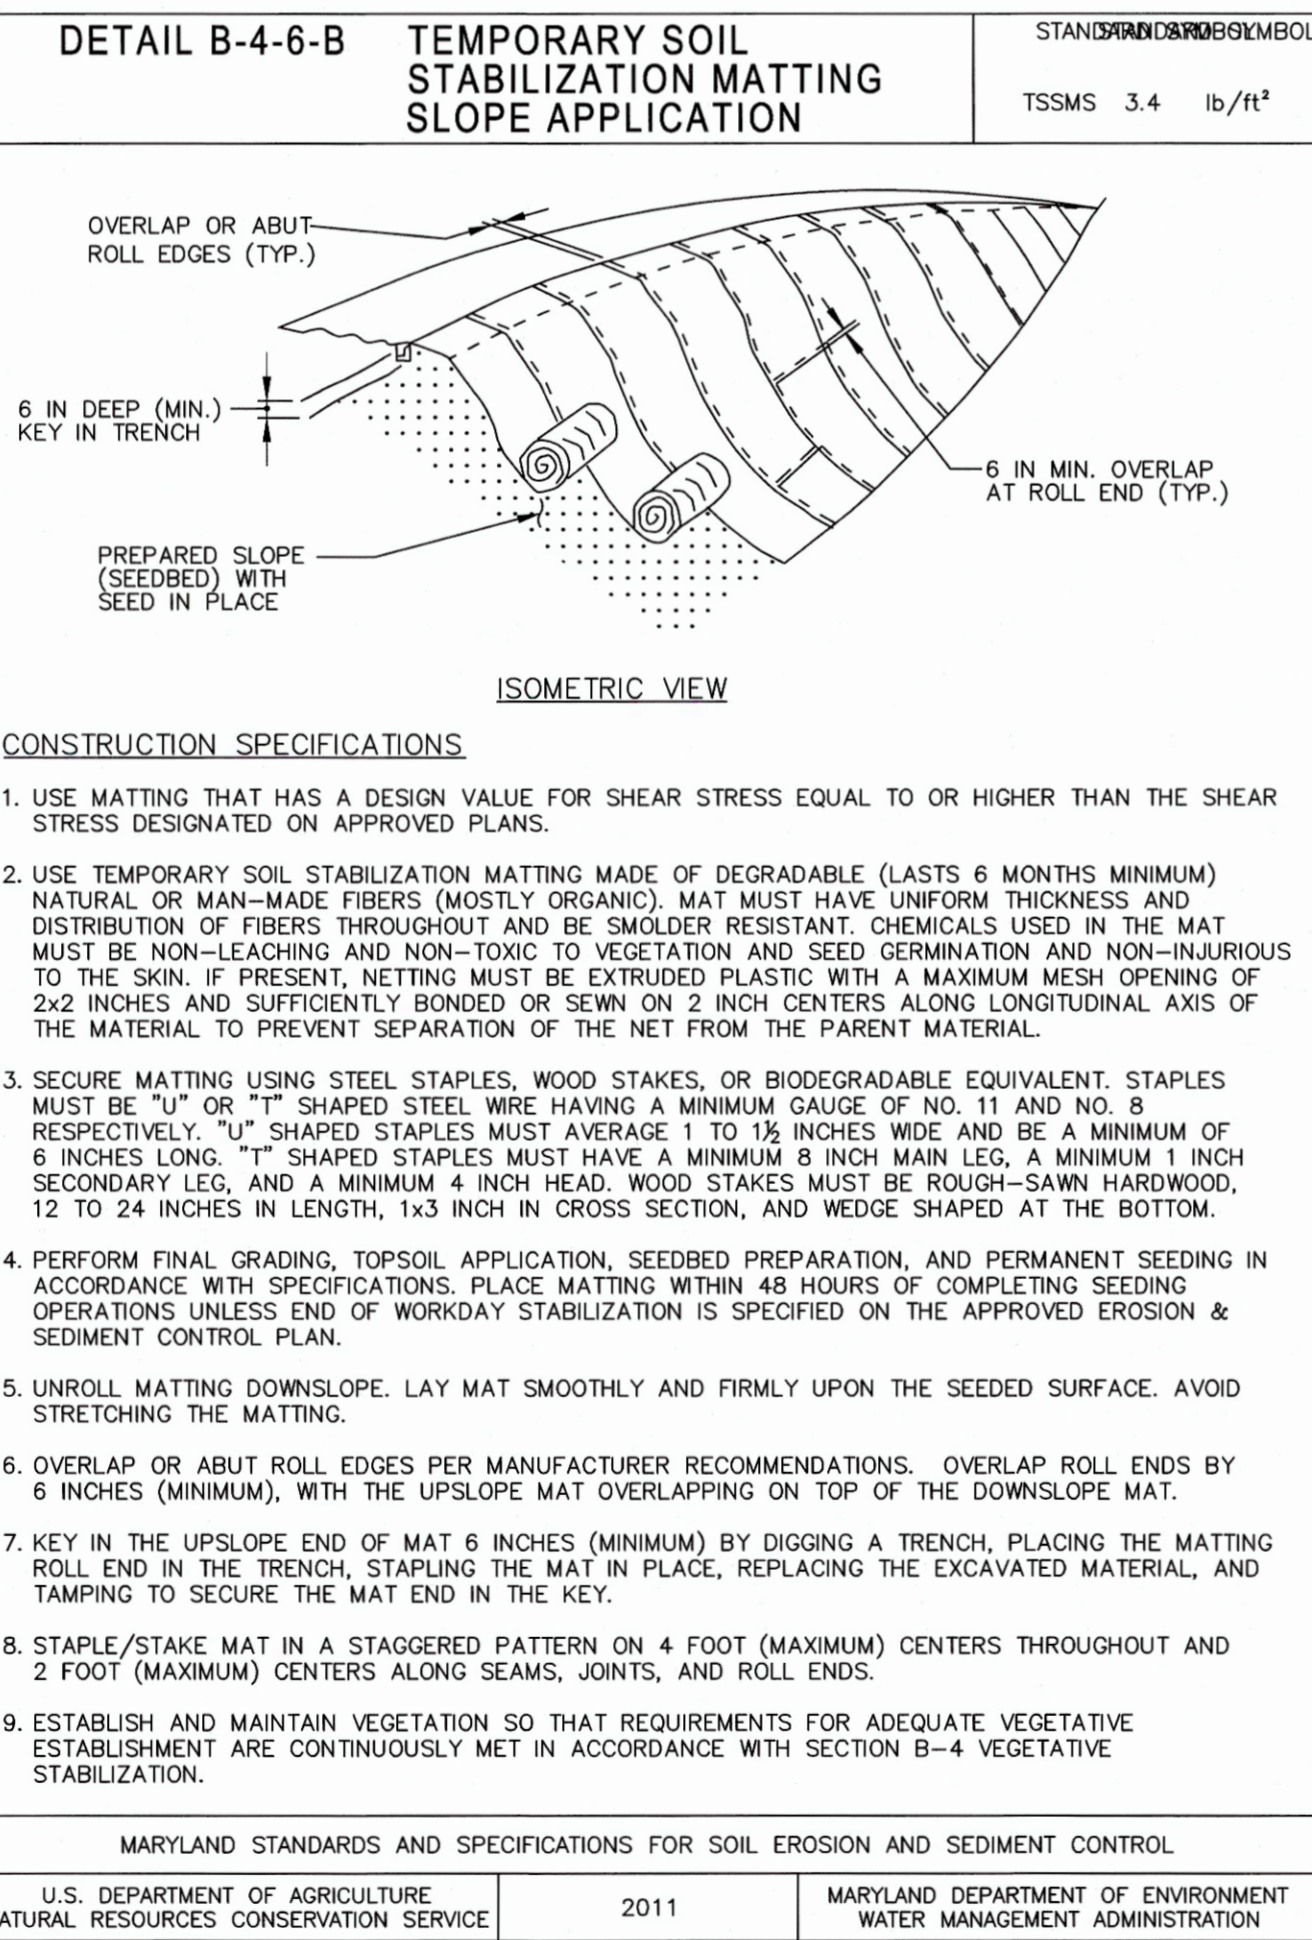 DETAIL B-4-6-B TEMPORARY SOIL
STABILIZATION MATTING
SLOPE APPLICATION
STANDARD SYMBOL
TSSMS 3.4 lb/ft²
OVERLAP OR ABUT
ROLL EDGES (TYP.)
6 IN DEEP (MIN.)
KEY IN TRENCH
6 IN MIN. OVERLAP
AT ROLL END (TYP.)
PREPARED SLOPE
(SEEDBED) WITH
SEED IN PLACE
ISOMETRIC VIEW
CONSTRUCTION SPECIFICATIONS
1. USE MATTING THAT HAS A DESIGN VALUE FOR SHEAR STRESS EQUAL TO OR HIGHER THAN THE SHEAR
STRESS DESIGNATED ON APPROVED PLANS.
2. USE TEMPORARY SOIL STABILIZATION MATTING MADE OF DEGRADABLE (LASTS 6 MONTHS MINIMUM)
NATURAL OR MAN-MADE FIBERS (MOSTLY ORGANIC). MAT MUST HAVE UNIFORM THICKNESS AND
DISTRIBUTION OF FIBERS THROUGHOUT AND BE SMOLDER RESISTANT. CHEMICALS USED IN THE MAT
MUST BE NON-LEACHING AND NON-TOXIC TO VEGETATION AND SEED GERMINATION AND NON-INJURIOUS
TO THE SKIN. IF PRESENT, NETTING MUST BE EXTRUDED PLASTIC WITH A MAXIMUM MESH OPENING OF
2x2 INCHES AND SUFFICIENTLY BONDED OR SEWN ON 2 INCH CENTERS ALONG LONGITUDINAL AXIS OF
THE MATERIAL TO PREVENT SEPARATION OF THE NET FROM THE PARENT MATERIAL.
3. SECURE MATTING USING STEEL STAPLES, WOOD STAKES, OR BIODEGRADABLE EQUIVALENT. STAPLES
MUST BE "U" OR "T" SHAPED STEEL WIRE HAVING A MINIMUM GAUGE OF NO. 11 AND NO. 8
RESPECTIVELY. "U" SHAPED STAPLES MUST AVERAGE 1 TO 1½ INCHES WIDE AND BE A MINIMUM OF
6 INCHES LONG. "T" SHAPED STAPLES MUST HAVE A MINIMUM 8 INCH MAIN LEG, A MINIMUM 1 INCH
SECONDARY LEG, AND A MINIMUM 4 INCH HEAD. WOOD STAKES MUST BE ROUGH-SAWN HARDWOOD,
12 TO 24 INCHES IN LENGTH, 1x3 INCH IN CROSS SECTION, AND WEDGE SHAPED AT THE BOTTOM.
4. PERFORM FINAL GRADING, TOPSOIL APPLICATION, SEEDBED PREPARATION, AND PERMANENT SEEDING IN
ACCORDANCE WITH SPECIFICATIONS. PLACE MATTING WITHIN 48 HOURS OF COMPLETING SEEDING
OPERATIONS UNLESS END OF WORKDAY STABILIZATION IS SPECIFIED ON THE APPROVED EROSION &
SEDIMENT CONTROL PLAN.
5. UNROLL MATTING DOWNSLOPE. LAY MAT SMOOTHLY AND FIRMLY UPON THE SEEDED SURFACE. AVOID
STRETCHING THE MATTING.
6. OVERLAP OR ABUT ROLL EDGES PER MANUFACTURER RECOMMENDATIONS. OVERLAP ROLL ENDS BY
6 INCHES (MINIMUM), WITH THE UPSLOPE MAT OVERLAPPING ON TOP OF THE DOWNSLOPE MAT.
7. KEY IN THE UPSLOPE END OF MAT 6 INCHES (MINIMUM) BY DIGGING A TRENCH, PLACING THE MATTING
ROLL END IN THE TRENCH, STAPLING THE MAT IN PLACE, REPLACING THE EXCAVATED MATERIAL, AND
TAMPING TO SECURE THE MAT END IN THE KEY.
8. STAPLE/STAKE MAT IN A STAGGERED PATTERN ON 4 FOOT (MAXIMUM) CENTERS THROUGHOUT AND
2 FOOT (MAXIMUM) CENTERS ALONG SEAMS, JOINTS, AND ROLL ENDS.
9. ESTABLISH AND MAINTAIN VEGETATION SO THAT REQUIREMENTS FOR ADEQUATE VEGETATIVE
ESTABLISHMENT ARE CONTINUOUSLY MET IN ACCORDANCE WITH SECTION B-4 VEGETATIVE
STABILIZATION.
MARYLAND STANDARDS AND SPECIFICATIONS FOR SOIL EROSION AND SEDIMENT CONTROL
U.S. DEPARTMENT OF AGRICULTURE
ATURAL RESOURCES CONSERVATION SERVICE
2011
MARYLAND DEPARTMENT OF ENVIRONMENT
WATER MANAGEMENT ADMINISTRATION